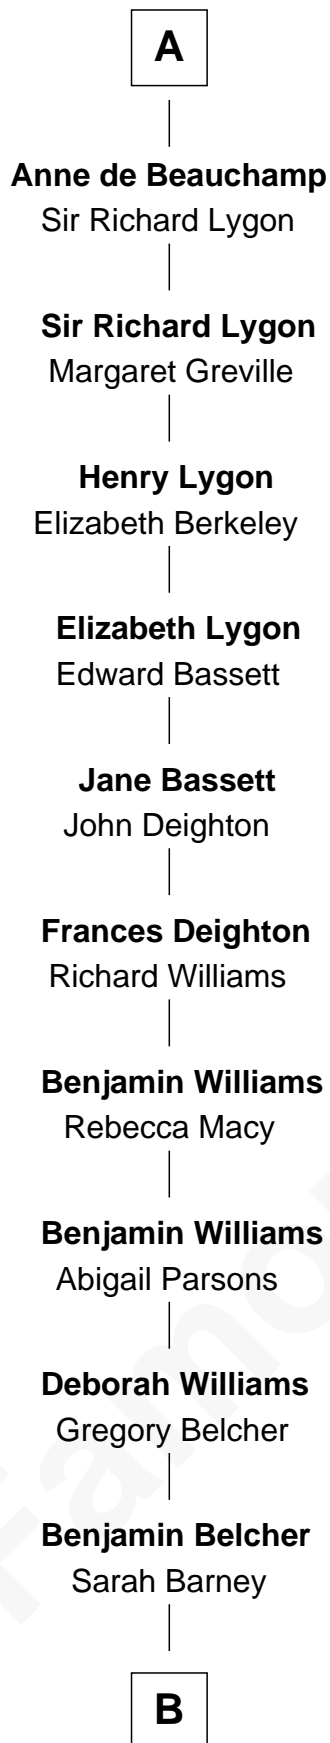 A
Anne de Beauchamp
Sir Richard Lygon
Sir Richard Lygon
Margaret Greville
Henry Lygon
Elizabeth Berkeley
Elizabeth Lygon
Edward Bassett
Jane Bassett
John Deighton
Frances Deighton
Richard Williams
Benjamin Williams
Rebecca Macy
Benjamin Williams
Abigail Parsons
Deborah Williams
Gregory Belcher
Benjamin Belcher
Sarah Barney
B